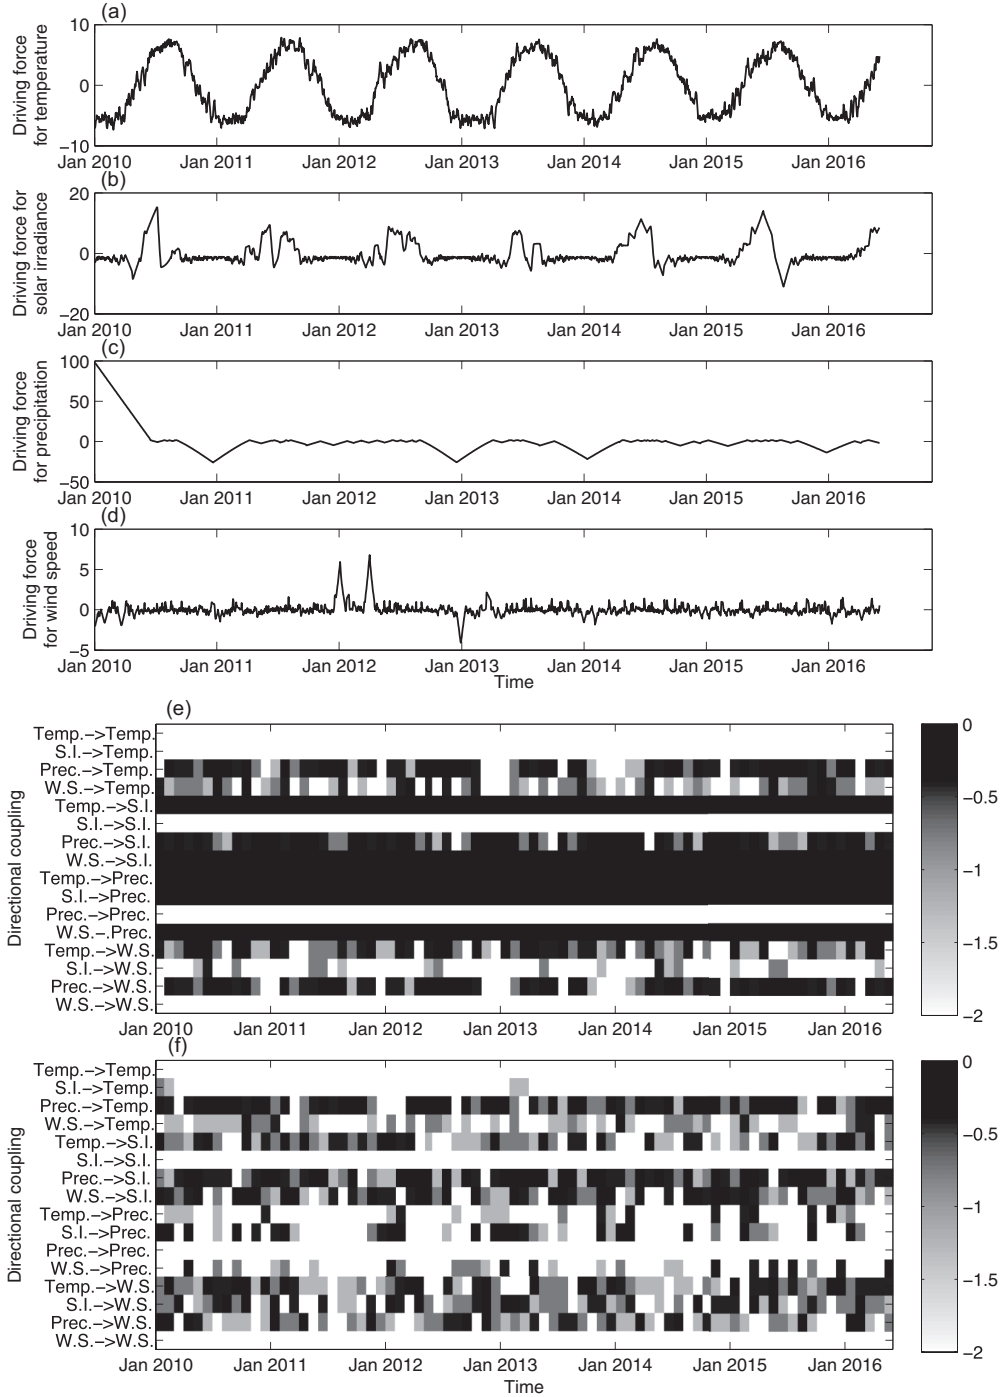 (a)
Driving force
for temperature
10
0
−10
Jan 2010 Jan 2011 Jan 2012 Jan 2013 Jan 2014 Jan 2015 Jan 2016
(b)
Driving force for
solar irradiance
20
0
−20
Jan 2010 Jan 2011 Jan 2012 Jan 2013 Jan 2014 Jan 2015 Jan 2016
(c)
Driving force
for precipitation
100
50
0
−50
Jan 2010 Jan 2011 Jan 2012 Jan 2013 Jan 2014 Jan 2015 Jan 2016
(d)
Driving force
for wind speed
10
5
0
−5
Jan 2010 Jan 2011 Jan 2012 Jan 2013 Jan 2014 Jan 2015 Jan 2016
Time
(e)
Directional coupling
Temp.−>Temp.
S.I.−>Temp.
Prec.−>Temp.
W.S.−>Temp.
Temp.−>S.I.
S.I.−>S.I.
Prec.−>S.I.
W.S.−>S.I.
Temp.−>Prec.
S.I.−>Prec.
Prec.−>Prec.
W.S.−.Prec.
Temp.−>W.S.
S.I.−>W.S.
Prec.−>W.S.
W.S.−>W.S.
Jan 2010 Jan 2011 Jan 2012 Jan 2013 Jan 2014 Jan 2015 Jan 2016
0
−0.5
−1
−1.5
−2
(f)
Directional coupling
Temp.−>Temp.
S.I.−>Temp.
Prec.−>Temp.
W.S.−>Temp.
Temp.−>S.I.
S.I.−>S.I.
Prec.−>S.I.
W.S.−>S.I.
Temp.−>Prec.
S.I.−>Prec.
Prec.−>Prec.
W.S.−>Prec.
Temp.−>W.S.
S.I.−>W.S.
Prec.−>W.S.
W.S.−>W.S.
Jan 2010 Jan 2011 Jan 2012 Jan 2013 Jan 2014 Jan 2015 Jan 2016
Time
0
−0.5
−1
−1.5
−2